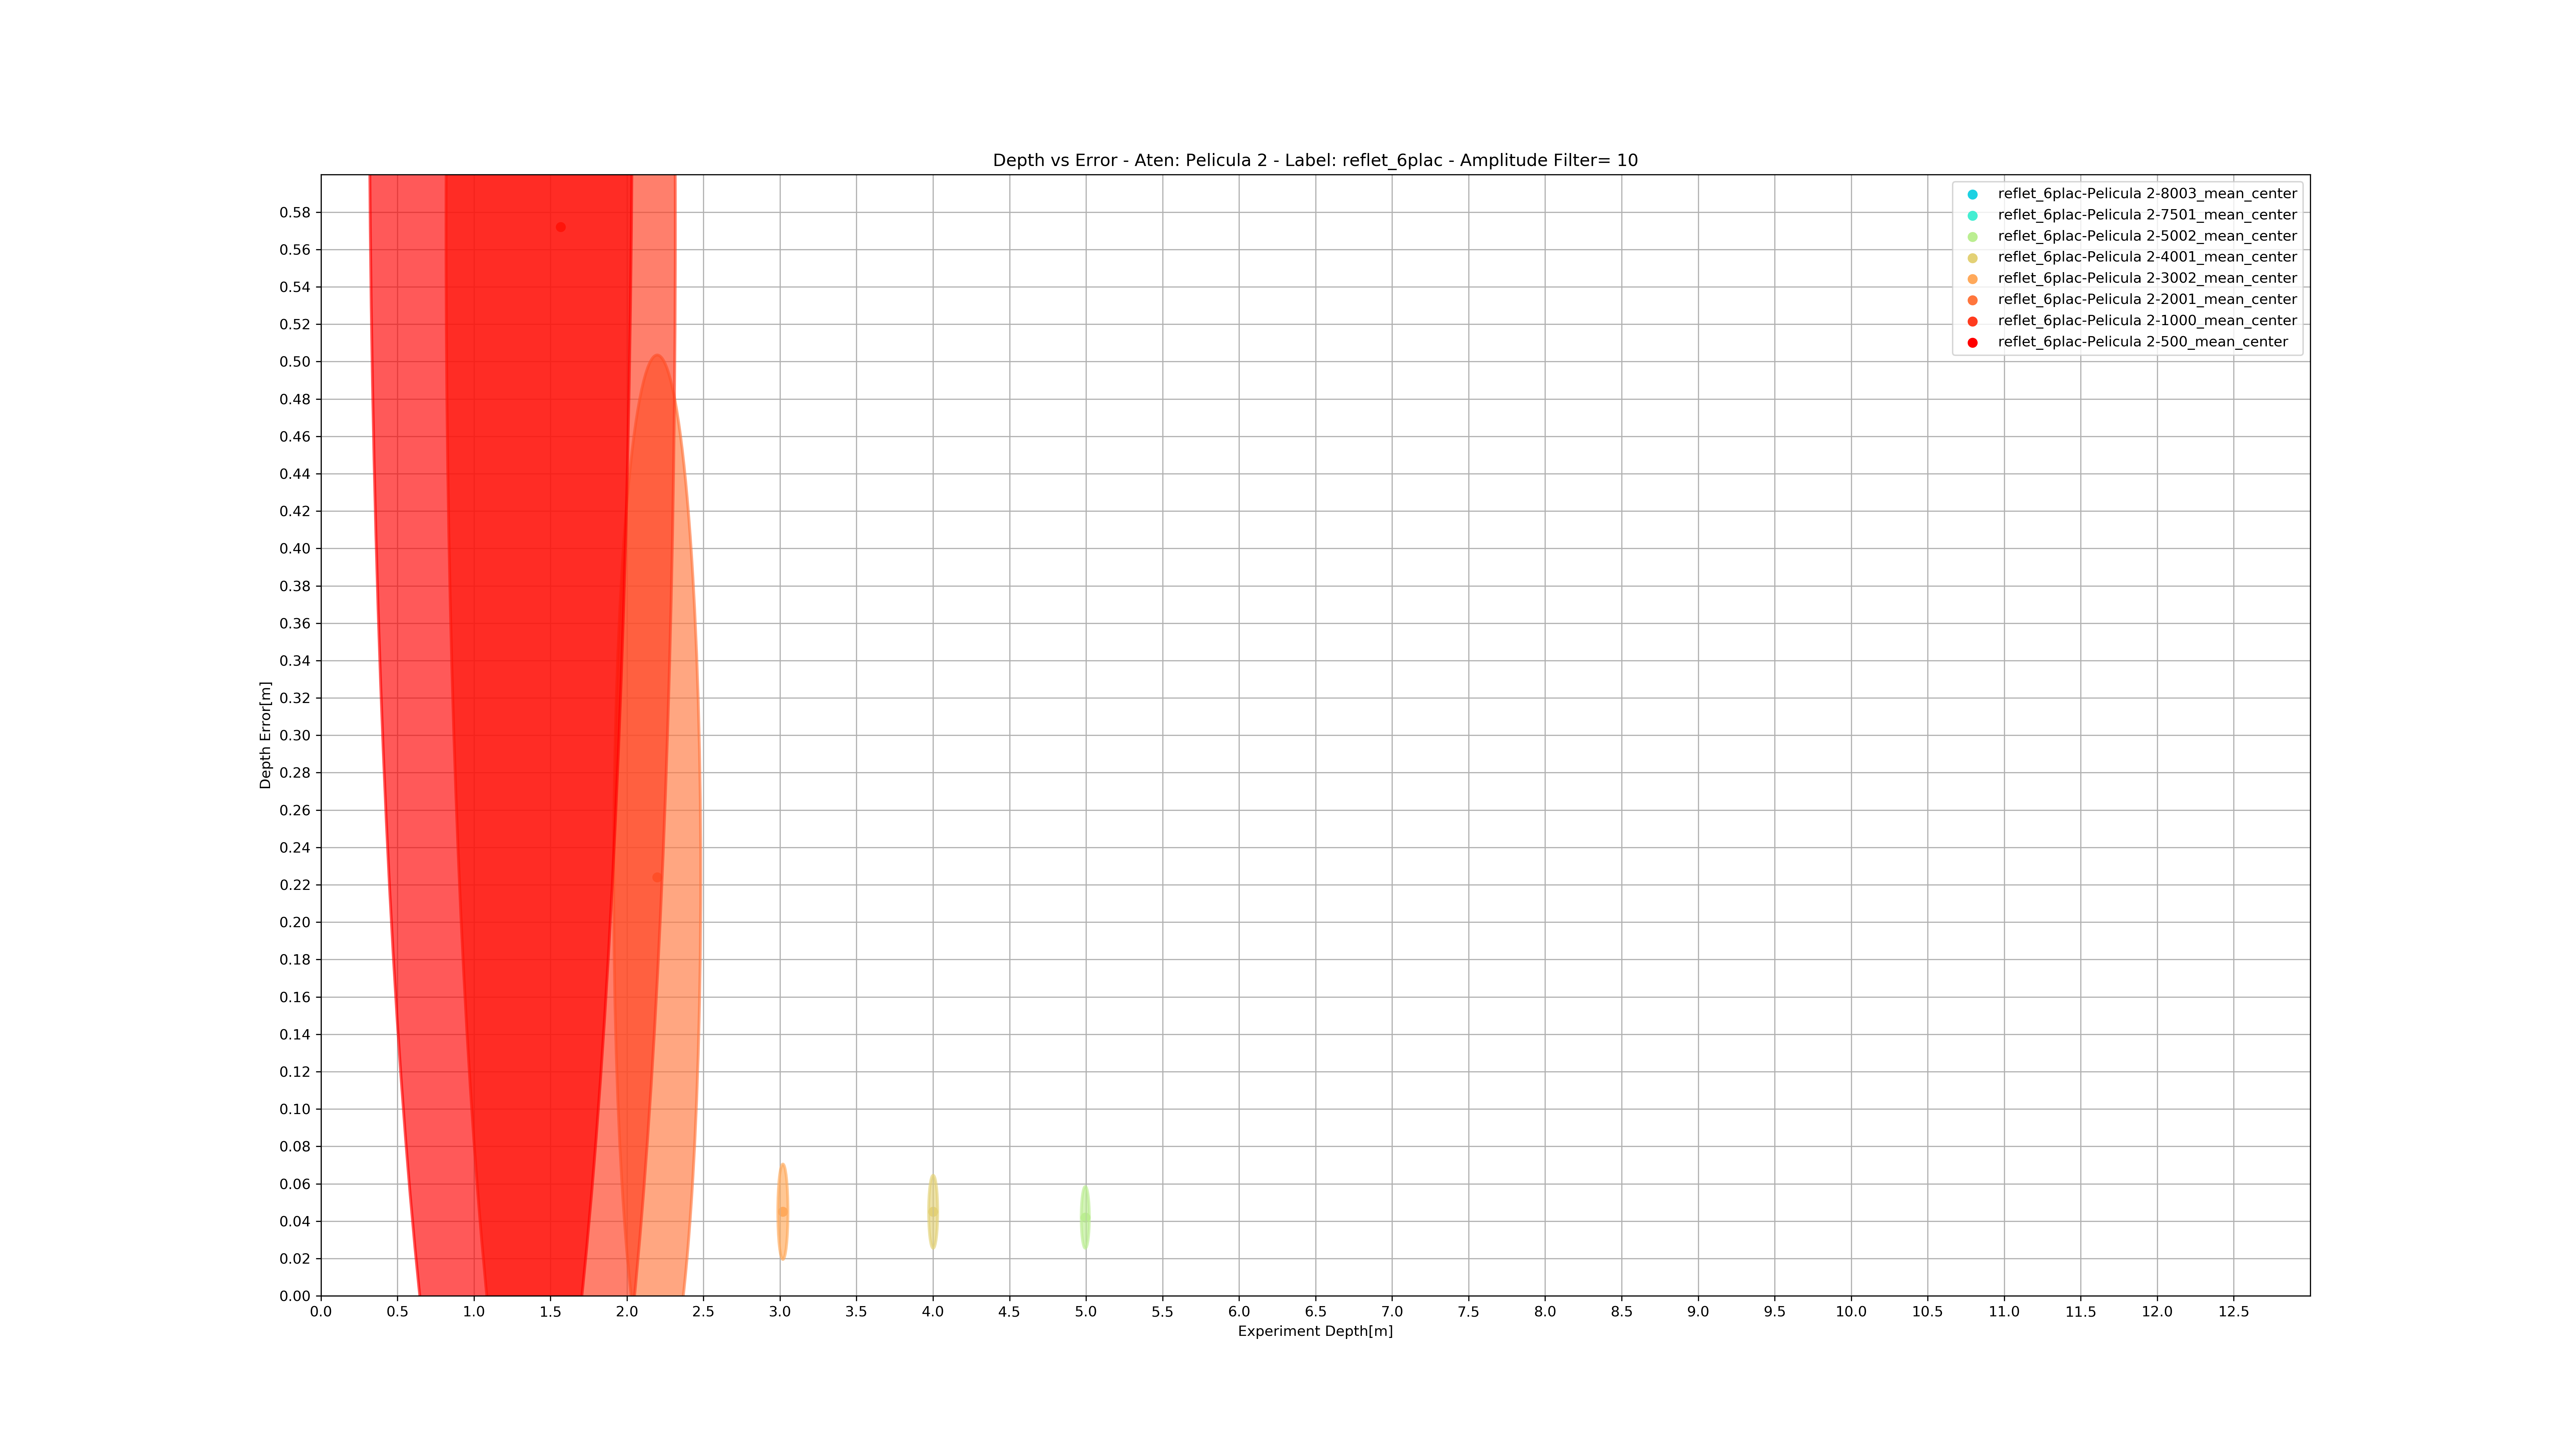 Depth vs Error - Aten: Pelicula 2 - Label: reflet_6plac - Amplitude Filter= 10
reflet_6plac-Pelicula 2-8003_mean_center
reflet_6plac-Pelicula 2-7501_mean_center
reflet_6plac-Pelicula 2-5002_mean_center
reflet_6plac-Pelicula 2-4001_mean_center
reflet_6plac-Pelicula 2-3002_mean_center
reflet_6plac-Pelicula 2-2001_mean_center
reflet_6plac-Pelicula 2-1000_mean_center
reflet_6plac-Pelicula 2-500_mean_center
0.58
0.56
0.54
0.52
0.50
0.48
0.46
0.44
0.42
0.40
0.38
0.36
0.34
0.32
0.30
0.28
0.26
0.24
0.22
0.20
0.18
0.16
0.14
0.12
0.10
0.08
0.06
0.04
0.02
0.00
Depth Error[m]
0.0 0.5 1.0 1.5 2.0 2.5 3.0 3.5 4.0 4.5 5.0 5.5 6.0 6.5 7.0 7.5 8.0 8.5 9.0 9.5 10.0 10.5 11.0 11.5 12.0 12.5
Experiment Depth[m]